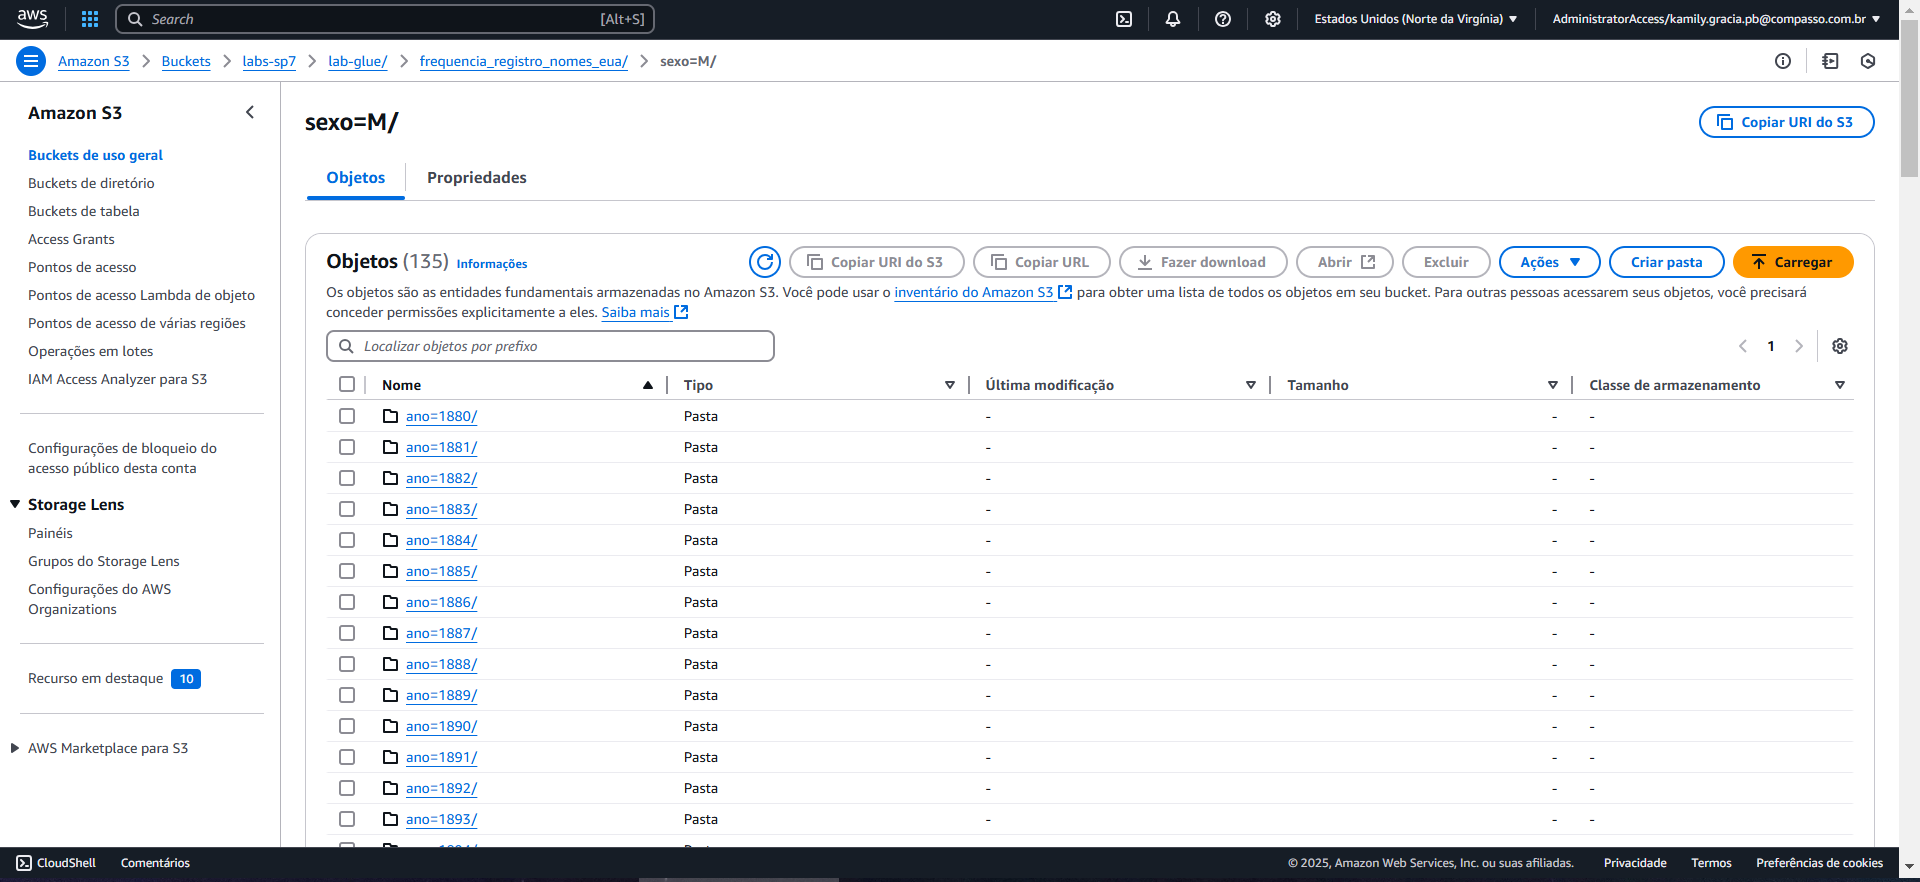 aws
Search [Alt+S]
Estados Unidos (Norte da Virgínia)
AdministratorAccess/kamily.gracia.pb@compasso.com.br
Amazon S3 > Buckets > labs-sp7 > lab-glue/ > frequencia_registro_nomes_eua/ > sexo=M/
Amazon S3
Buckets de uso geral
Buckets de diretório
Buckets de tabela
Access Grants
Pontos de acesso
Pontos de acesso Lambda de objeto
Pontos de acesso de várias regiões
Operações em lotes
IAM Access Analyzer para S3
Configurações de bloqueio do
acesso público desta conta
Storage Lens
Painéis
Grupos do Storage Lens
Configurações do AWS
Organizations
Recurso em destaque 10
AWS Marketplace para S3
sexo=M/
Copiar URI do S3
Objetos
Propriedades
Objetos (135) Informações
Copiar URI do S3
Copiar URL
Fazer download
Abrir
Excluir
Ações
Criar pasta
Carregar
Os objetos são as entidades fundamentais armazenadas no Amazon S3. Você pode usar o inventário do Amazon S3 para obter uma lista de todos os objetos em seu bucket. Para outras pessoas acessarem seus objetos, você precisará
conceder permissões explicitamente a eles. Saiba mais
Localizar objetos por prefixo
1
Nome Tipo Última modificação Tamanho Classe de armazenamento
ano=1880/ Pasta - - -
ano=1881/ Pasta - - -
ano=1882/ Pasta - - -
ano=1883/ Pasta - - -
ano=1884/ Pasta - - -
ano=1885/ Pasta - - -
ano=1886/ Pasta - - -
ano=1887/ Pasta - - -
ano=1888/ Pasta - - -
ano=1889/ Pasta - - -
ano=1890/ Pasta - - -
ano=1891/ Pasta - - -
ano=1892/ Pasta - - -
ano=1893/ Pasta - - -
CloudShell
Comentários
© 2025, Amazon Web Services, Inc. ou suas afiliadas.
Privacidade
Termos
Preferências de cookies